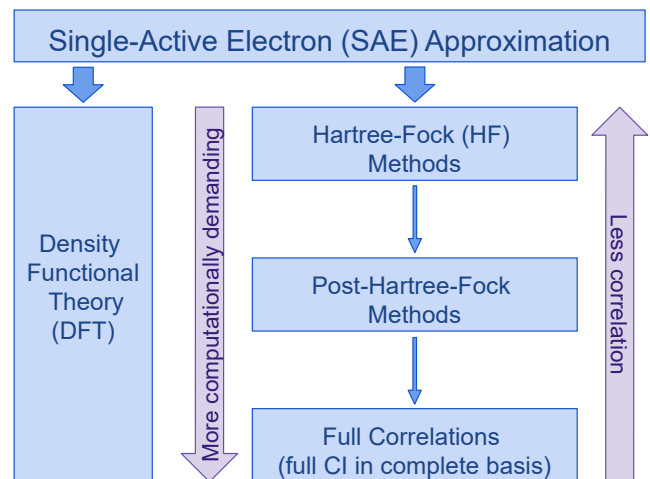 Single-Active Electron (SAE) Approximation
Density
Functional
Theory
(DFT)
More computationally demanding
Hartree-Fock (HF)
Methods
Post-Hartree-Fock
Methods
Full Correlations
(full CI in complete basis)
Less correlation